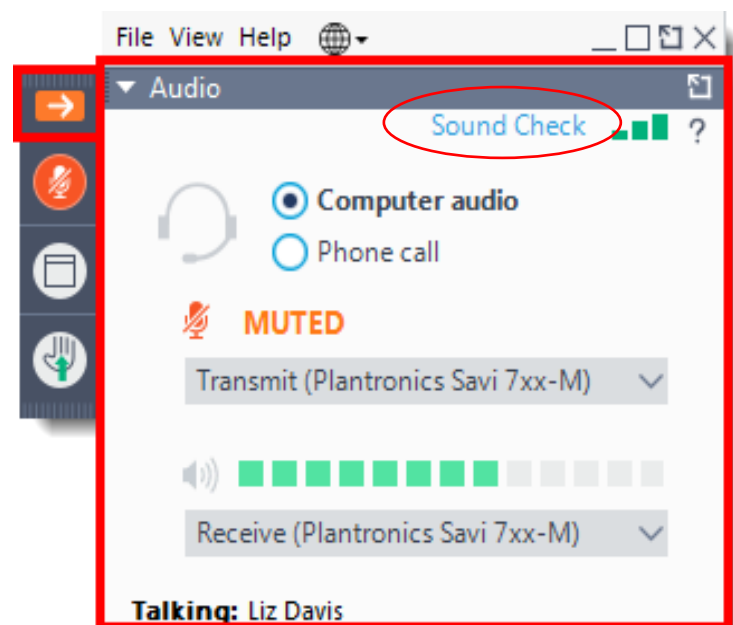 File View Help
Audio
Sound Check ?
Computer audio
Phone call
MUTED
Transmit (Plantronics Savi 7xx-M)
Receive (Plantronics Savi 7xx-M)
Talking: Liz Davis